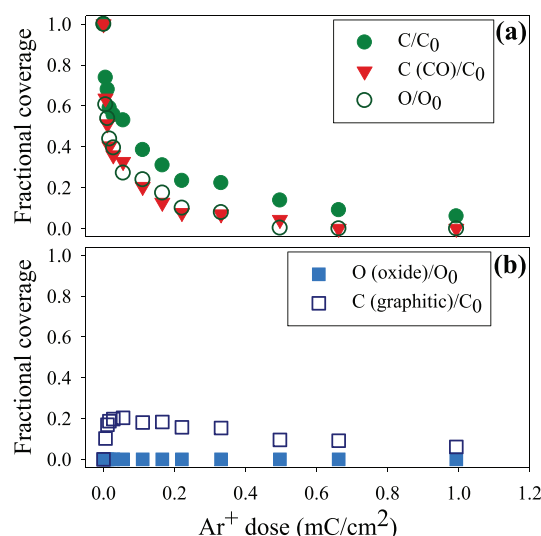 (a)
C/C0
C (CO)/C0
O/O0
Fractional coverage
1.0
0.8
0.6
0.4
0.2
0.0
(b)
O (oxide)/O0
C (graphitic)/C0
Fractional coverage
1.0
0.8
0.6
0.4
0.2
0.0
0.0 0.2 0.4 0.6 0.8 1.0 1.2
Ar+ dose (mC/cm2)